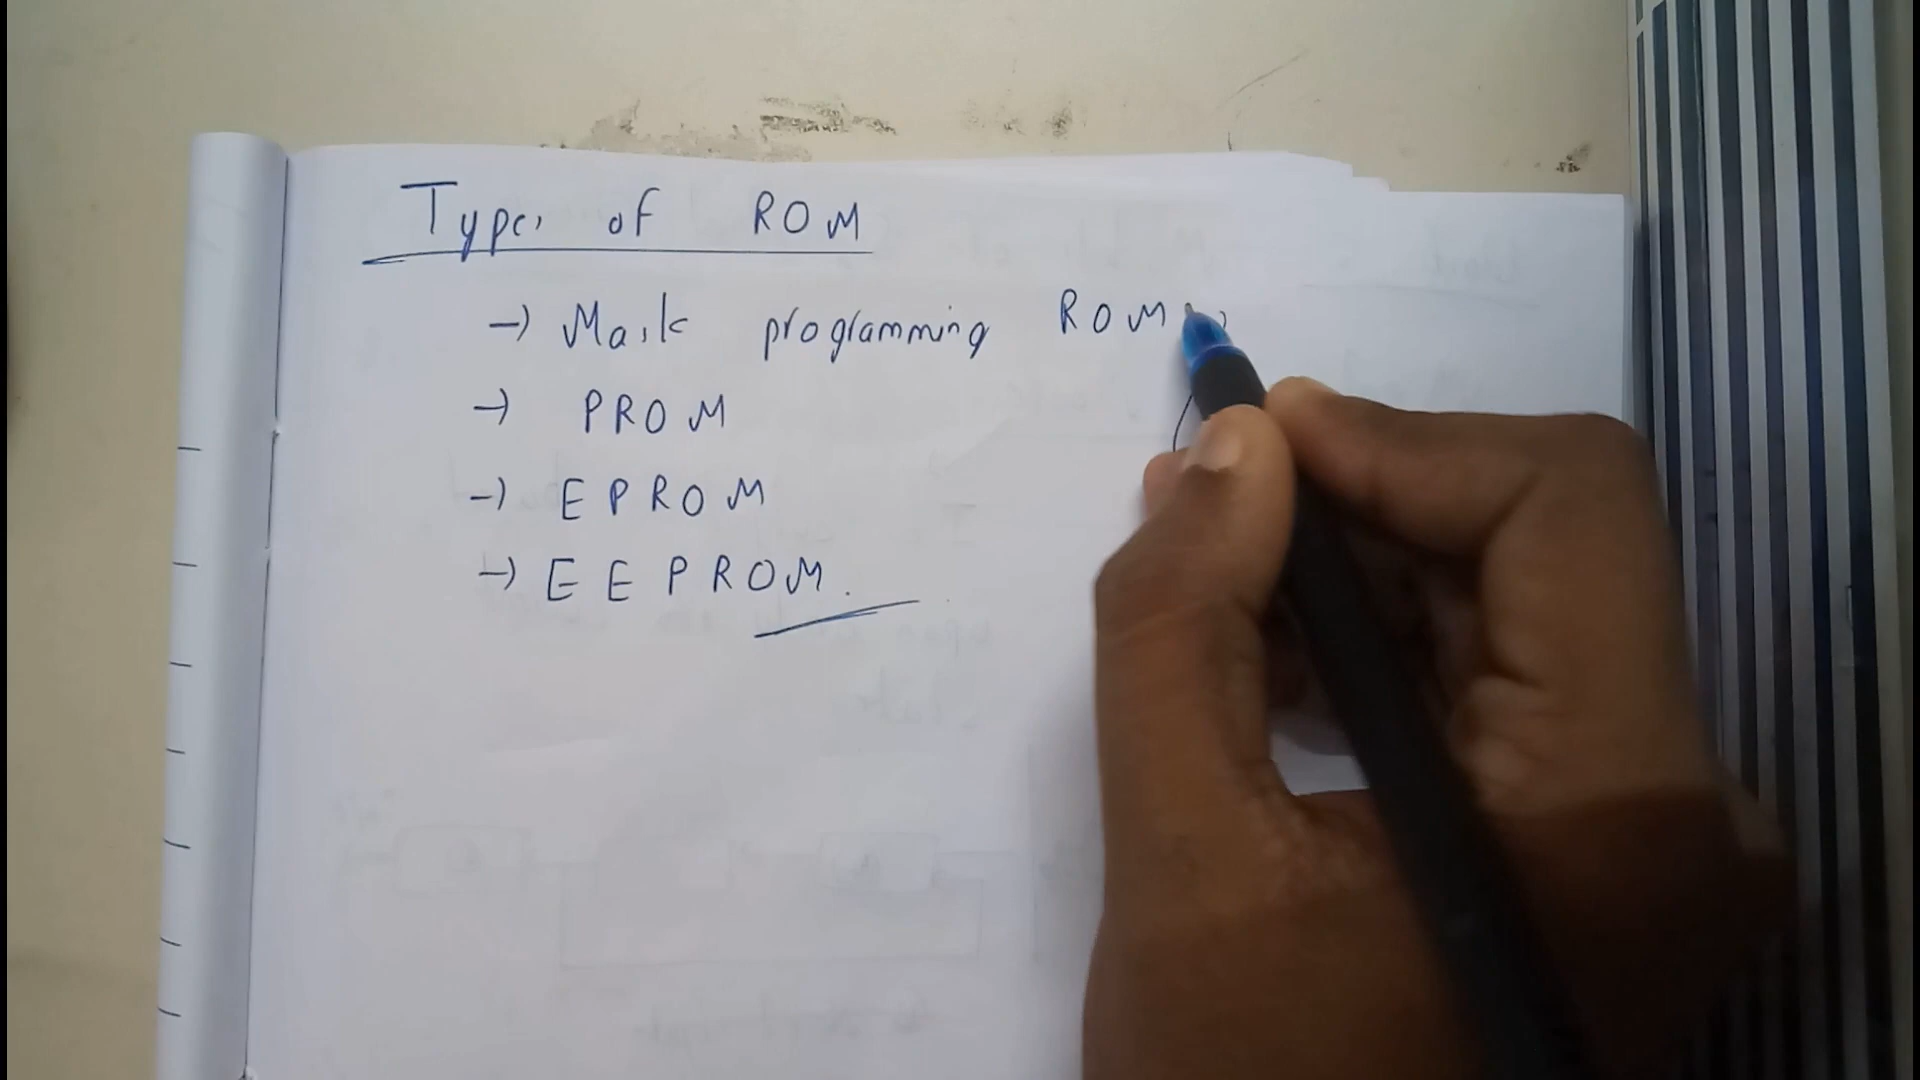 Types of ROM
→ Mask programming ROM
→ PROM
→ EPROM
→ EEPROM.